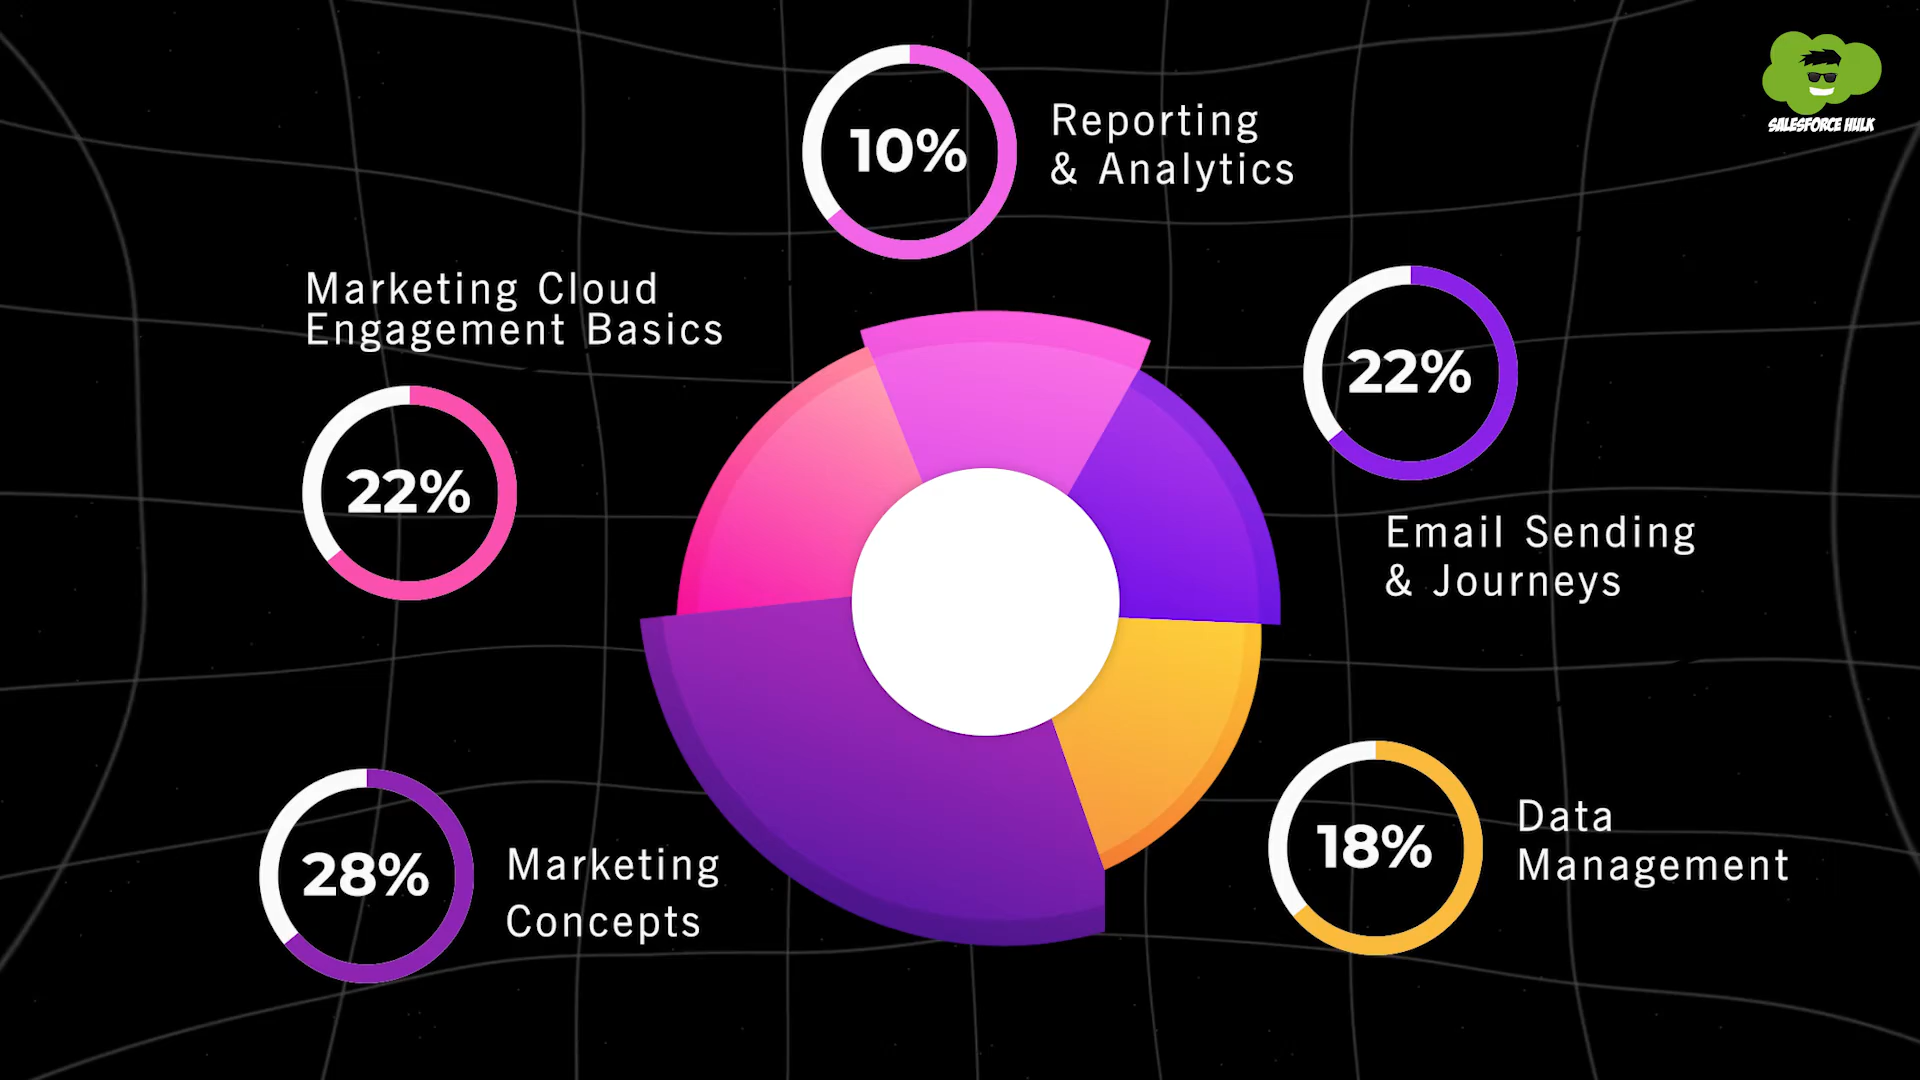 10%
Reporting
& Analytics
SALESFORCE HULK
Marketing Cloud
Engagement Basics
22%
22%
Email Sending
& Journeys
28%
Marketing
Concepts
18%
Data
Management